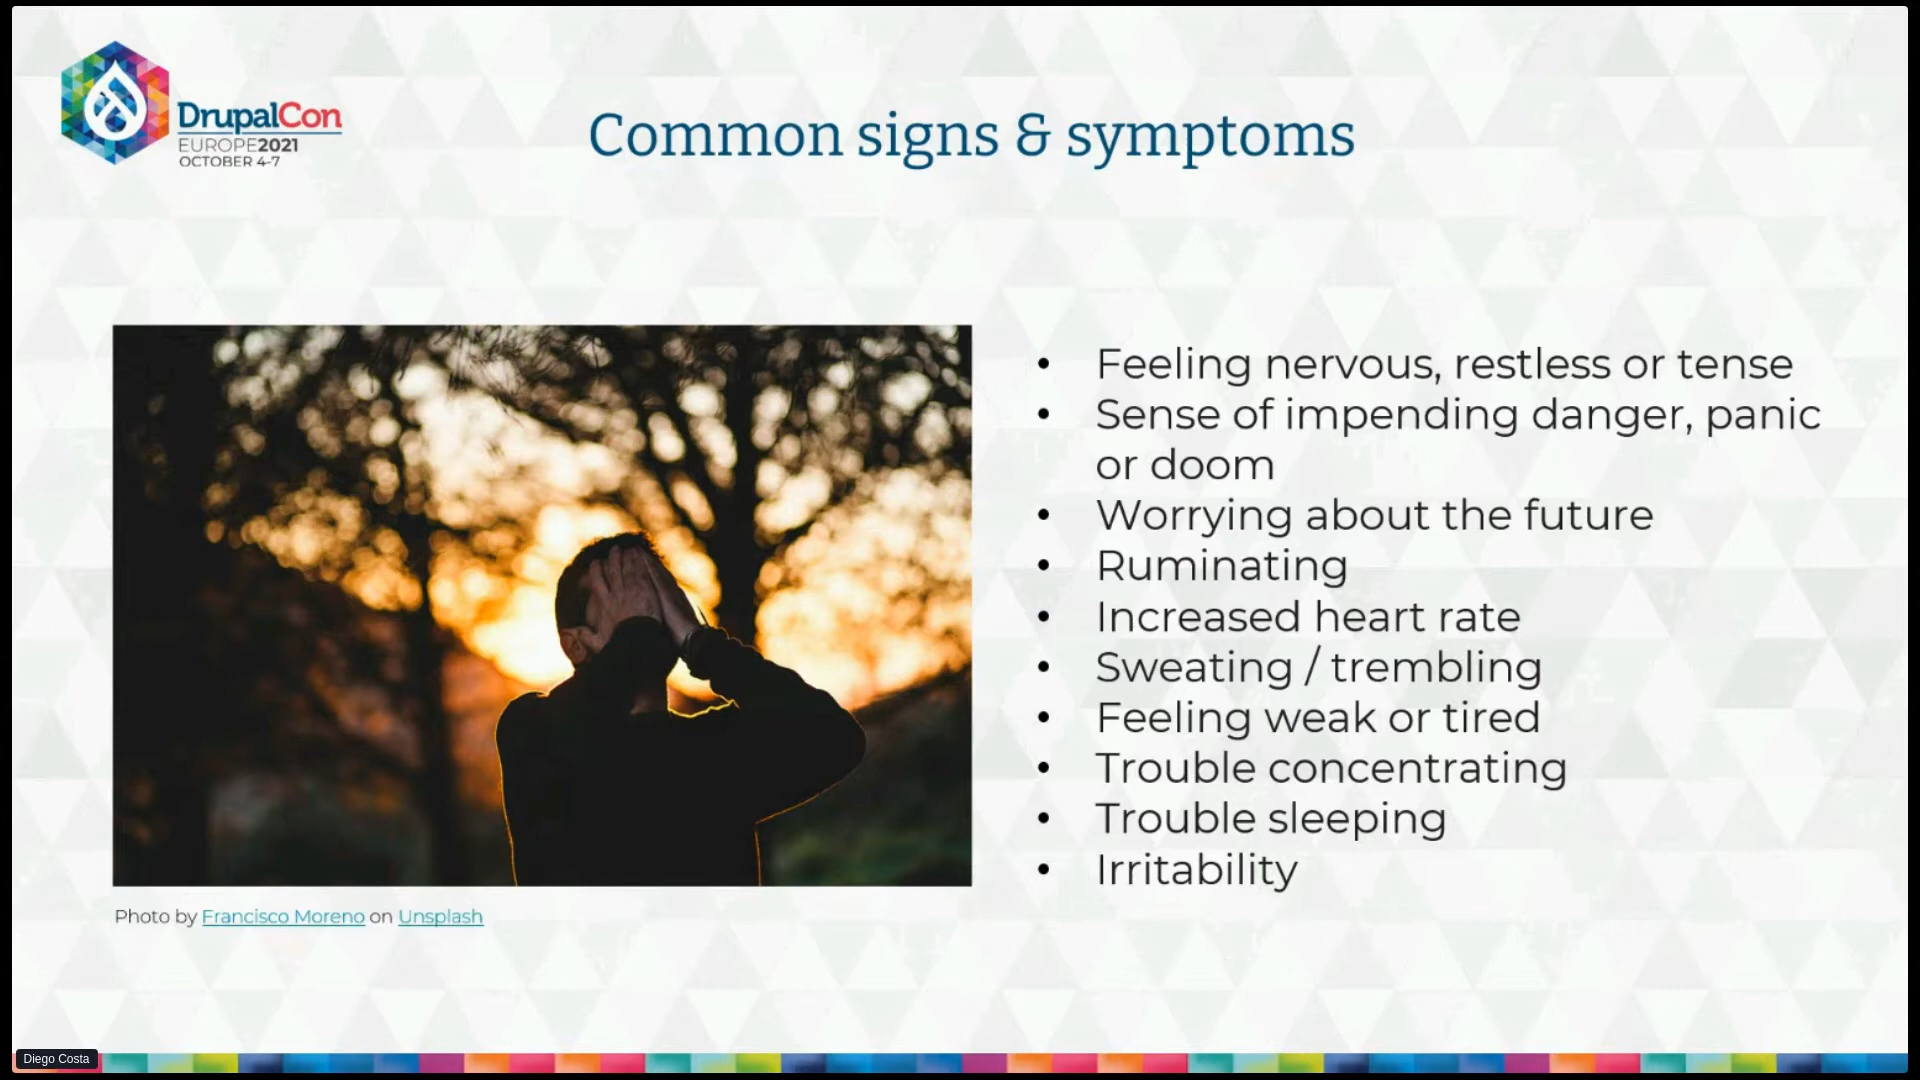 DrupalCon
EUROPE2021
OCTOBER 4-7
Common signs & symptoms
• Feeling nervous, restless or tense
• Sense of impending danger, panic
or doom
• Worrying about the future
• Ruminating
• Increased heart rate
• Sweating / trembling
• Feeling weak or tired
• Trouble concentrating
• Trouble sleeping
• Irritability
Photo by Francisco Moreno on Unsplash
Diego Costa